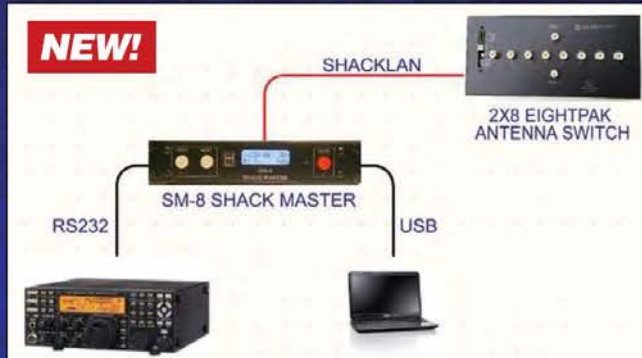 NEW!
SHACKLAN
2X8 EIGHTPAK
ANTENNA SWITCH
SM-8 SHACK MASTER
RS232
USB